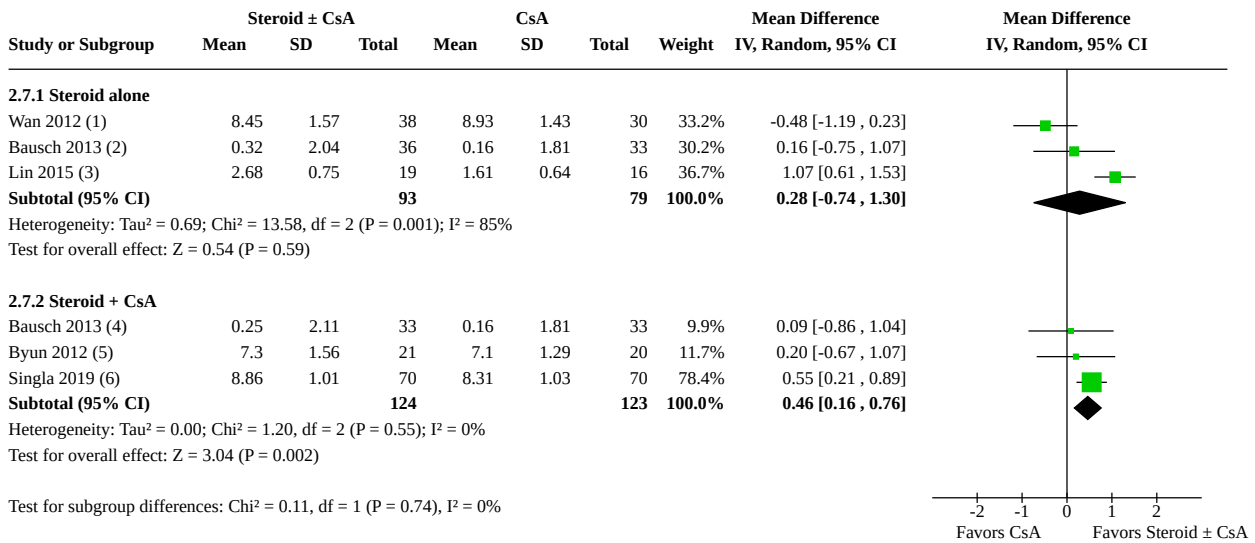 Steroid ± CsA CsA Mean Difference Mean Difference
Study or Subgroup Mean SD Total Mean SD Total Weight IV, Random, 95% CI IV, Random, 95% CI
2.7.1 Steroid alone
Wan 2012 (1) 8.45 1.57 38 8.93 1.43 30 33.2% -0.48 [-1.19 , 0.23]
Bausch 2013 (2) 0.32 2.04 36 0.16 1.81 33 30.2% 0.16 [-0.75 , 1.07]
Lin 2015 (3) 2.68 0.75 19 1.61 0.64 16 36.7% 1.07 [0.61 , 1.53]
Subtotal (95% CI) 93 79 100.0% 0.28 [-0.74 , 1.30]
Heterogeneity: Tau² = 0.69; Chi² = 13.58, df = 2 (P = 0.001); I² = 85%
Test for overall effect: Z = 0.54 (P = 0.59)
2.7.2 Steroid + CsA
Bausch 2013 (4) 0.25 2.11 33 0.16 1.81 33 9.9% 0.09 [-0.86 , 1.04]
Byun 2012 (5) 7.3 1.56 21 7.1 1.29 20 11.7% 0.20 [-0.67 , 1.07]
Singla 2019 (6) 8.86 1.01 70 8.31 1.03 70 78.4% 0.55 [0.21 , 0.89]
Subtotal (95% CI) 124 123 100.0% 0.46 [0.16 , 0.76]
Heterogeneity: Tau² = 0.00; Chi² = 1.20, df = 2 (P = 0.55); I² = 0%
Test for overall effect: Z = 3.04 (P = 0.002)
Test for subgroup differences: Chi² = 0.11, df = 1 (P = 0.74), I² = 0%
-2 -1 0 1 2
Favors CsA Favors Steroid ± CsA